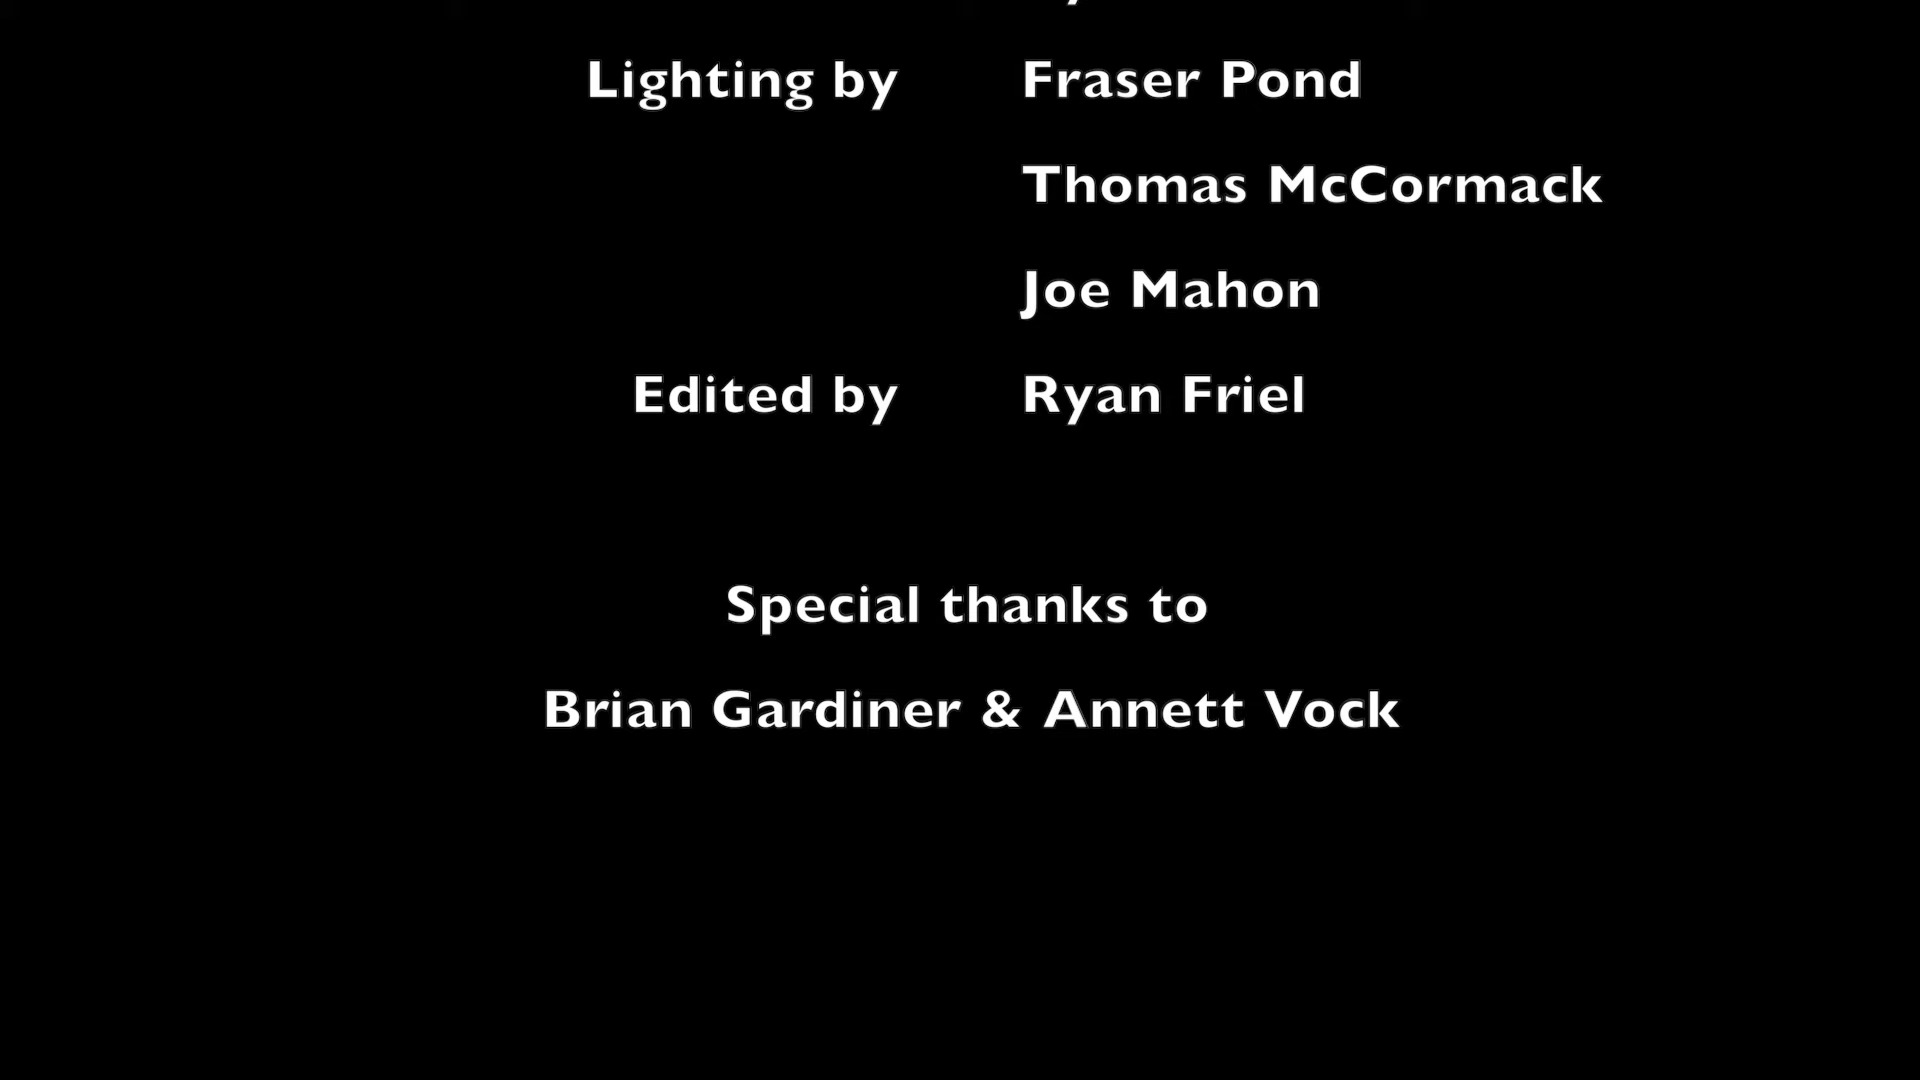 Lighting by Fraser Pond
Thomas McCormack
Joe Mahon
Edited by Ryan Friel
Special thanks to
Brian Gardiner & Annett Vock